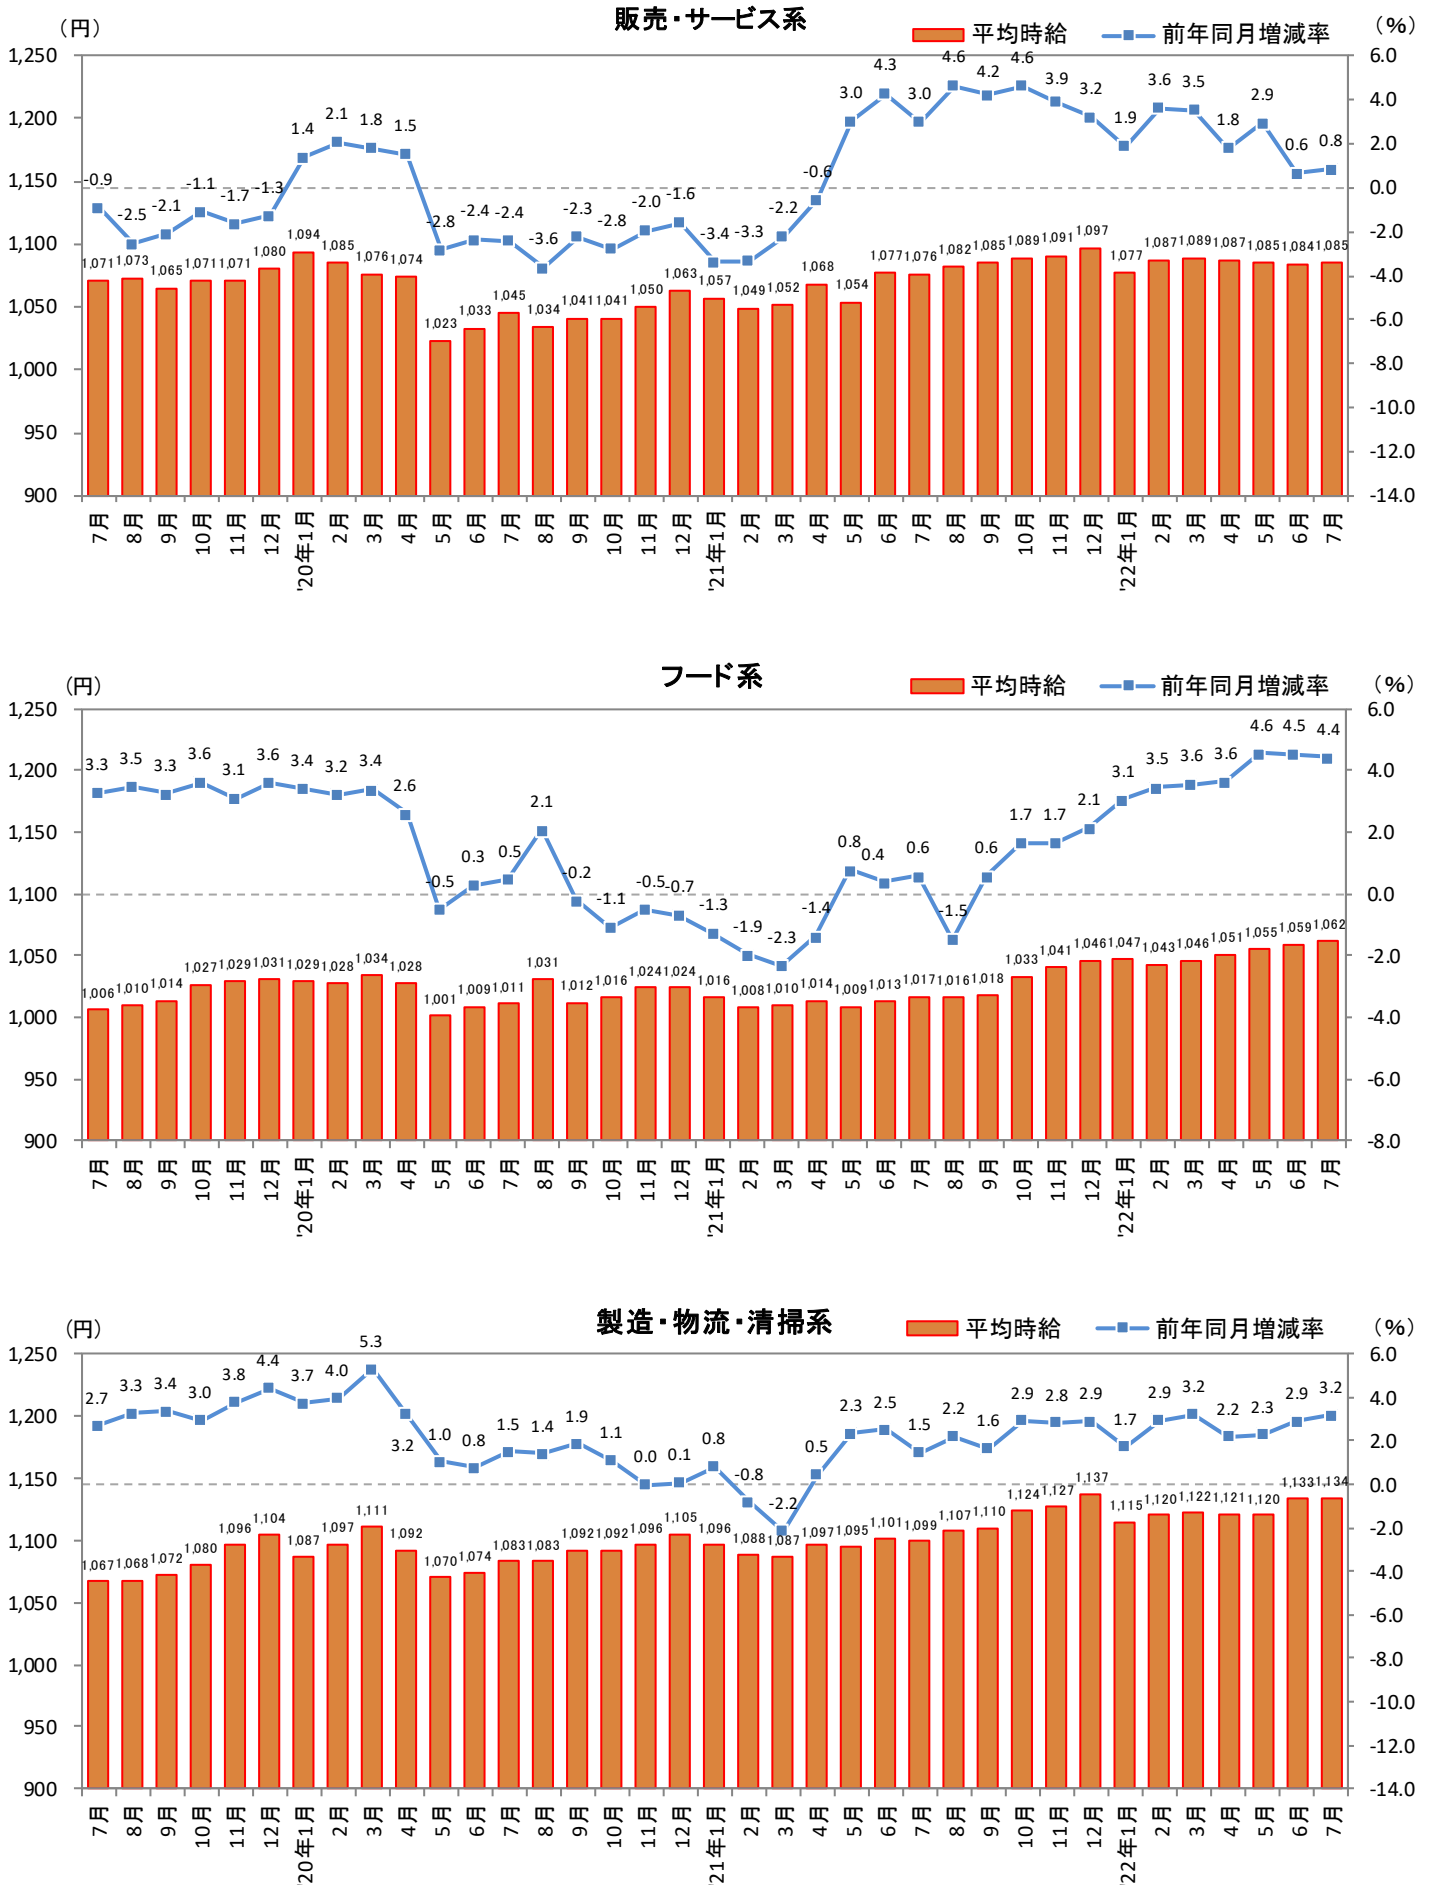 販売・サービス系
（円）
平均時給 前年同月増減率
（%）
1,250 1,200 1,150 1,100 1,050 1,000 950 900
6.0 4.0 2.0 0.0 -2.0 -4.0 -6.0 -8.0 -10.0 -12.0 -14.0
-0.9 -2.5 -2.1 -1.1 -1.7 -1.3 1.4 2.1 1.8 1.5 -2.8 -2.4 -2.4 -3.6 -2.3 -2.8 -2.0 -1.6 -3.4 -3.3 -2.2 -0.6 3.0 4.3 3.0 4.6 4.2 4.6 3.9 3.2 1.9 3.6 3.5 1.8 2.9 0.6 0.8
1,071 1,073 1,065 1,071 1,071 1,080 1,094 1,085 1,076 1,074 1,023 1,033 1,045 1,034 1,041 1,041 1,050 1,063 1,057 1,049 1,052 1,068 1,054 1,077 1,076 1,082 1,085 1,089 1,091 1,097 1,077 1,087 1,089 1,087 1,085 1,084 1,085
7月 8月 9月 10月 11月 12月 '20年1月 2月 3月 4月 5月 6月 7月 8月 9月 10月 11月 12月 '21年1月 2月 3月 4月 5月 6月 7月 8月 9月 10月 11月 12月 '22年1月 2月 3月 4月 5月 6月 7月
フード系
（円）
平均時給 前年同月増減率
（%）
1,250 1,200 1,150 1,100 1,050 1,000 950 900
6.0 4.0 2.0 0.0 -2.0 -4.0 -6.0 -8.0
3.3 3.5 3.3 3.6 3.1 3.6 3.4 3.2 3.4 2.6 -0.5 0.3 0.5 2.1 -0.2 -1.1 -0.5 -0.7 -1.3 -1.9 -2.3 -1.4 0.8 0.4 0.6 -1.5 0.6 1.7 1.7 2.1 3.1 3.5 3.6 3.6 4.6 4.5 4.4
1,006 1,010 1,014 1,027 1,029 1,031 1,029 1,028 1,034 1,028 1,001 1,009 1,011 1,031 1,012 1,016 1,024 1,024 1,016 1,008 1,010 1,014 1,009 1,013 1,017 1,016 1,018 1,033 1,041 1,046 1,047 1,043 1,046 1,051 1,055 1,059 1,062
7月 8月 9月 10月 11月 12月 '20年1月 2月 3月 4月 5月 6月 7月 8月 9月 10月 11月 12月 '21年1月 2月 3月 4月 5月 6月 7月 8月 9月 10月 11月 12月 '22年1月 2月 3月 4月 5月 6月 7月
製造・物流・清掃系
（円）
平均時給 前年同月増減率
（%）
1,250 1,200 1,150 1,100 1,050 1,000 950 900
6.0 4.0 2.0 0.0 -2.0 -4.0 -6.0 -8.0 -10.0 -12.0 -14.0
2.7 3.3 3.4 3.0 3.8 4.4 3.7 4.0 5.3 3.2 1.0 0.8 1.5 1.4 1.9 1.1 0.0 0.1 0.8 -0.8 -2.2 0.5 2.3 2.5 1.5 2.2 1.6 2.9 2.8 2.9 1.7 2.9 3.2 2.2 2.3 2.9 3.2
1,067 1,068 1,072 1,080 1,096 1,104 1,087 1,097 1,111 1,092 1,070 1,074 1,083 1,083 1,092 1,092 1,096 1,105 1,096 1,088 1,087 1,097 1,095 1,101 1,099 1,107 1,110 1,124 1,127 1,137 1,115 1,120 1,122 1,121 1,120 1,133 1,134
7月 8月 9月 10月 11月 12月 '20年1月 2月 3月 4月 5月 6月 7月 8月 9月 10月 11月 12月 '21年1月 2月 3月 4月 5月 6月 7月 8月 9月 10月 11月 12月 '22年1月 2月 3月 4月 5月 6月 7月